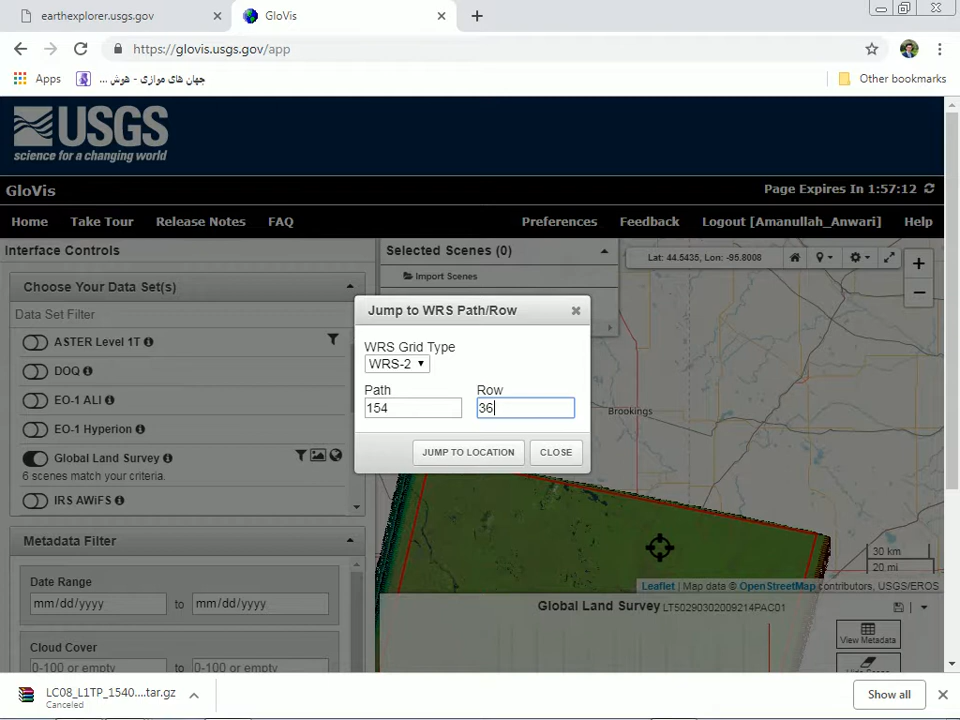 earthexplorer.usgs.gov
GloVis
https://glovis.usgs.gov/app
Apps
جهان های موازی - هوش ...
Other bookmarks
USGS
science for a changing world
GloVis
Page Expires In 1:57:12
Home
Take Tour
Release Notes
FAQ
Preferences
Feedback
Logout [Amanullah_Anwari]
Help
Interface Controls
Choose Your Data Set(s)
Data Set Filter
ASTER Level 1T
DOQ
EO-1 ALI
EO-1 Hyperion
Global Land Survey
6 scenes match your criteria.
IRS AWiFS
Metadata Filter
Date Range
mm/dd/yyyy to mm/dd/yyyy
Cloud Cover
0-100 or empty to 0-100 or empty
Selected Scenes (0)
Import Scenes
Lat: 44.5435, Lon: -95.8008
Jump to WRS Path/Row
WRS Grid Type
WRS-2
Path Row
154 36
JUMP TO LOCATION CLOSE
Brookings
30 km
20 mi
Leaflet | Map data © OpenStreetMap contributors, USGS/EROS
Global Land Survey LT50290302009214PAC01
View Metadata
LC08_L1TP_1540....tar.gz
Canceled
Show all